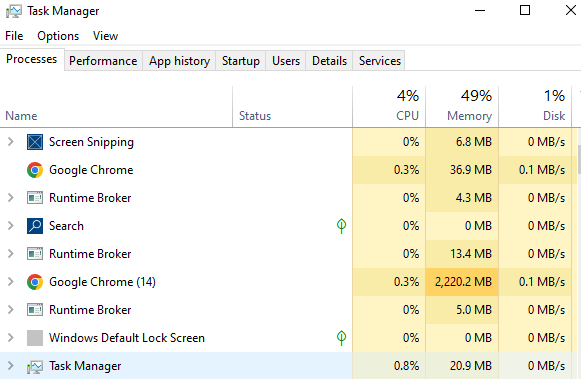 Task Manager
File Options View
Processes Performance App history Startup Users Details Services
4% 49% 1%
Name Status CPU Memory Disk
Screen Snipping 0% 6.8 MB 0 MB/s
Google Chrome 0.3% 36.9 MB 0.1 MB/s
Runtime Broker 0% 4.3 MB 0 MB/s
Search 0% 0 MB 0 MB/s
Runtime Broker 0% 13.4 MB 0 MB/s
Google Chrome (14) 0.3% 2,220.2 MB 0.1 MB/s
Runtime Broker 0% 5.0 MB 0 MB/s
Windows Default Lock Screen 0% 0 MB 0 MB/s
Task Manager 0.8% 20.9 MB 0 MB/s